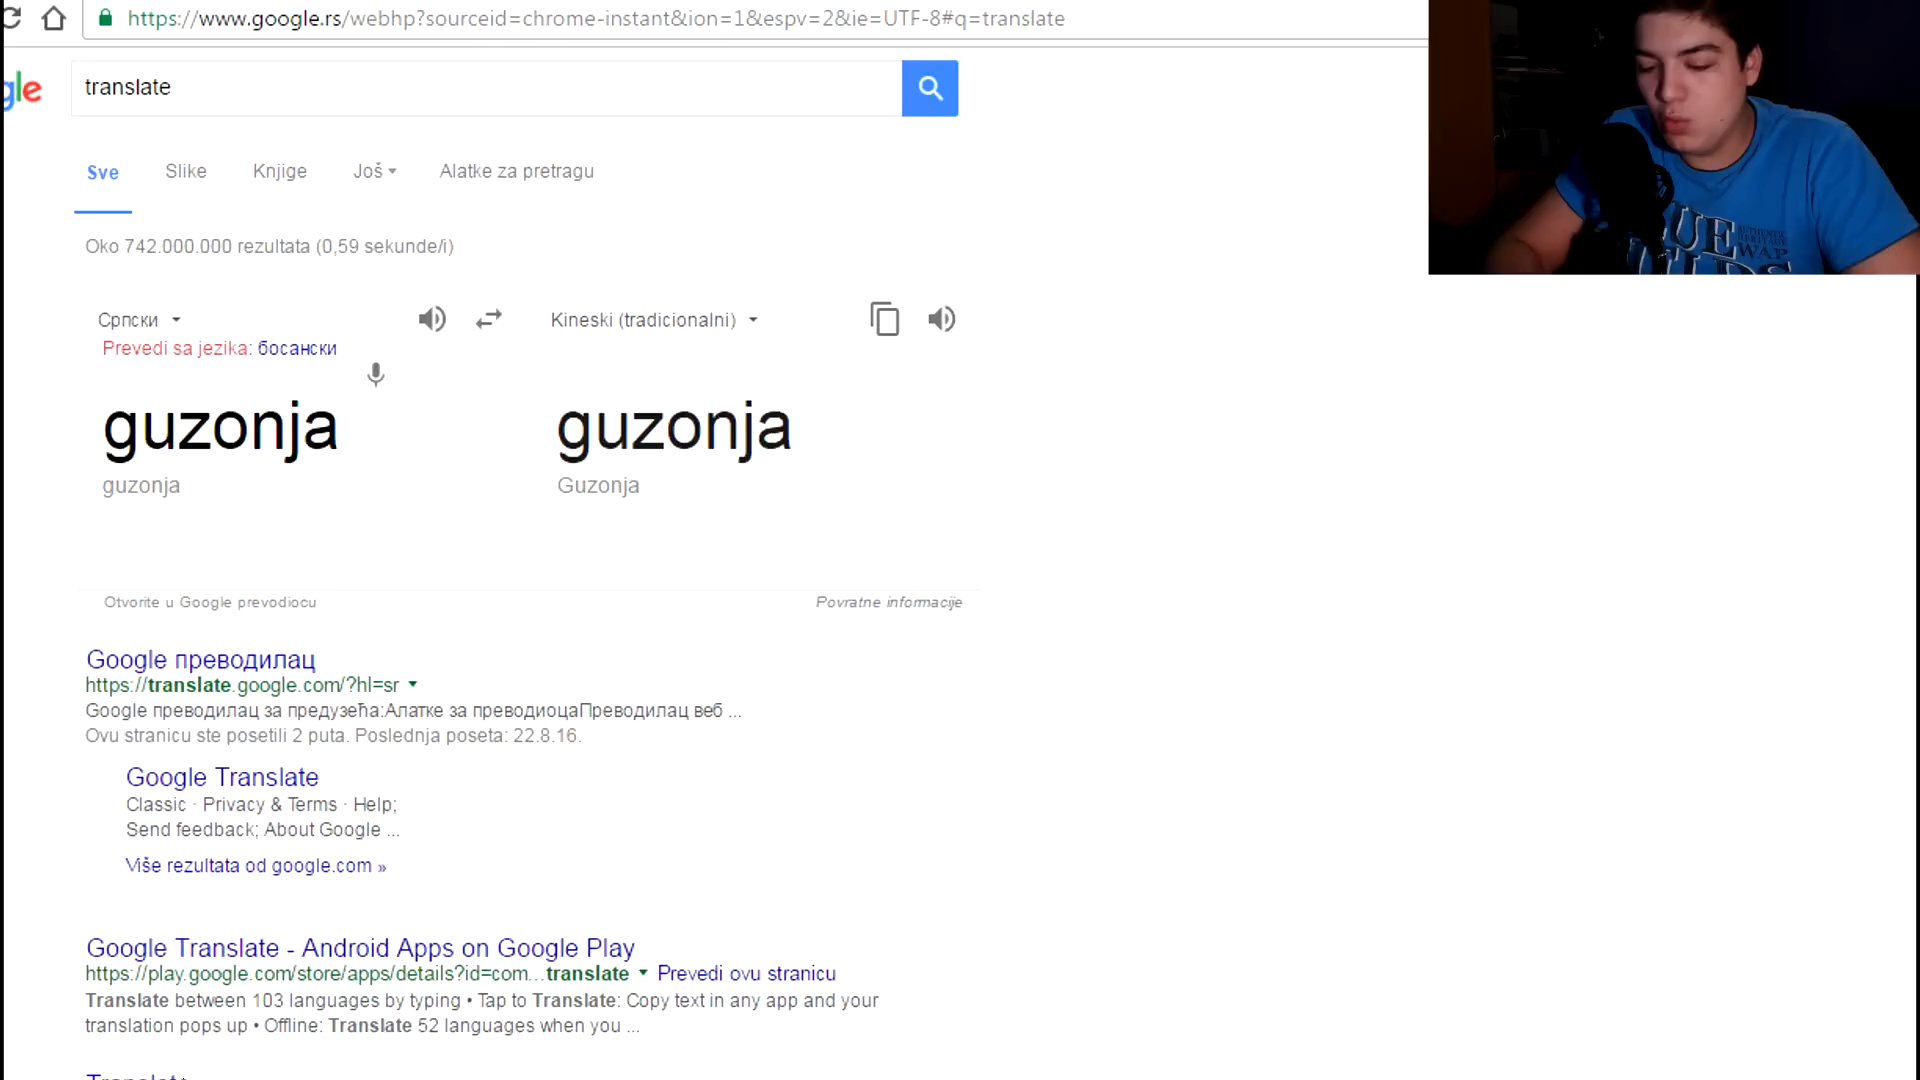 https://www.google.rs/webhp?sourceid=chrome-instant&ion=1&espv=2&ie=UTF-8#q=translate
gle
translate
Sve Slike Knjige Još Alatke za pretragu
Oko 742.000.000 rezultata (0,59 sekunde/i)
Српски Kineski (tradicionalni)
Prevedi sa jezika: босански
guzonja guzonja
guzonja Guzonja
Otvorite u Google prevodiocu Povratne informacije
Google преводилац
https://translate.google.com/?hl=sr
Google преводилац за предузећа:Алатке за преводиоцаПреводилац веб ...
Ovu stranicu ste posetili 2 puta. Poslednja poseta: 22.8.16.
Google Translate
Classic · Privacy & Terms · Help;
Send feedback; About Google ...
Više rezultata od google.com »
Google Translate - Android Apps on Google Play
https://play.google.com/store/apps/details?id=com...translate Prevedi ovu stranicu
Translate between 103 languages by typing • Tap to Translate: Copy text in any app and your
translation pops up • Offline: Translate 52 languages when you ...
AUTHENTIC
WAP